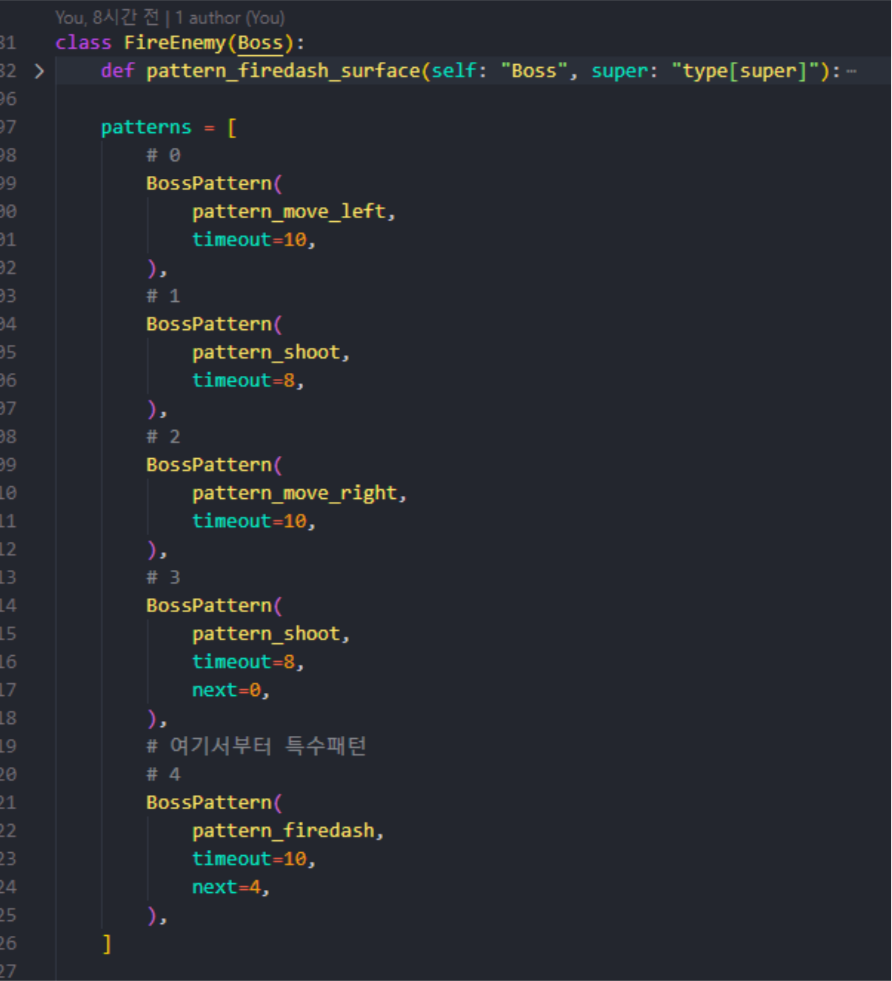 You, 8시간 전 | 1 author (You)
81 class FireEnemy(Boss):
82 def pattern_firedash_surface(self: "Boss", super: "type[super]"):…
96
97 patterns = [
98 # 0
99 BossPattern(
00 pattern_move_left,
01 timeout=10,
02 ),
03 # 1
04 BossPattern(
05 pattern_shoot,
06 timeout=8,
07 ),
08 # 2
09 BossPattern(
10 pattern_move_right,
11 timeout=10,
12 ),
13 # 3
14 BossPattern(
15 pattern_shoot,
16 timeout=8,
17 next=0,
18 ),
19 # 여기서부터 특수패턴
20 # 4
21 BossPattern(
22 pattern_firedash,
23 timeout=10,
24 next=4,
25 ),
26 ]
27